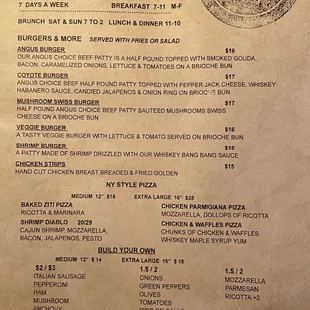 7 DAYS A WEEK BREAKFAST 7-11 M-F
BRUNCH SAT & SUN 7 TO 2 LUNCH & DINNER 11-10
BURGERS & MORE SERVED WITH FRIES OR SALAD
ANGUS BURGER $16
OUR ANGUS CHOICE BEEF PATTY IS A HALF POUND TOPPED WITH SMOKED GOUDA,
BACON, CARAMELIZED ONIONS, LETTUCE & TOMATOES ON A BRIOCHE BUN
COYOTE BURGER $17
ANGUS CHOICE BEEF HALF POUND PATTY TOPPED WITH PEPPER JACK CHEESE, WHISKEY
HABANERO SAUCE, CANDIED JALAPENOS & ONION RING ON BRIOCHE BUN
MUSHROOM SWISS BURGER $17
HALF POUND ANGUS CHOICE BEEF PATTY SAUTEED MUSHROOMS SWISS
CHEESE ON A BRIOCHE BUN
VEGGIE BURGER $16
A TASTY VEGGIE BURGER WITH LETTUCE & TOMATO SERVED ON BRIOCHE BUN
SHRIMP BURGER $16
A PATTY MADE OF SHRIMP DRIZZLED WITH OUR WHISKEY BANG BANG SAUCE
CHICKEN STRIPS $15
HAND CUT CHICKEN BREAST BREADED & FRIED GOLDEN
NY STYLE PIZZA
MEDIUM 12" $16 EXTRA LARGE 16" $25
BAKED ZITI PIZZA
RICOTTA & MARINARA
SHRIMP DIABLO 20/29
CAJUN SHRIMP, MOZZARELLA,
BACON, JALAPENOS, PESTO
CHICKEN PARMIGIANA PIZZA
MOZZARELLA, DOLLOPS OF RICOTTA
CHICKEN & WAFFLES PIZZA
CHUNKS OF CHICKEN & WAFFLES
WHISKEY MAPLE SYRUP YUM
BUILD YOUR OWN
MEDIUM 12" $ 14 EXTRA LARGE 16" $ 18
$2 / $3
ITALIAN SAUSAGE
PEPPERONI
HAM
MUSHROOM
ANCHOVY
1.5 / 2
ONIONS
GREEN PEPPERS
OLIVES
TOMATOES
1.5 / 2
MOZZARELLA
PARMESAN
RICOTTA +2